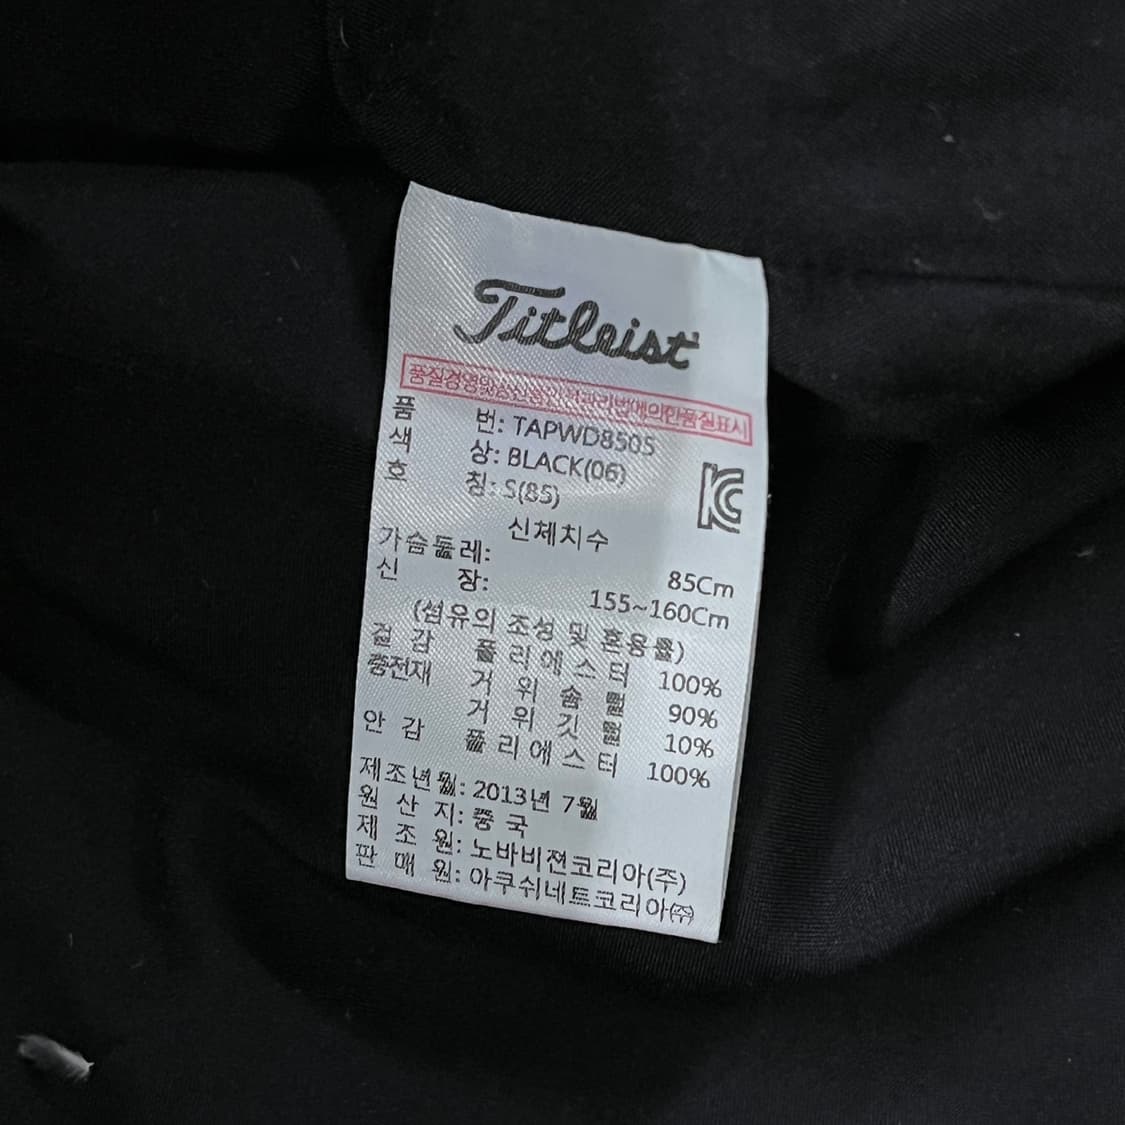 Titleist
품질경영및공산품안전관리법에의한품질표시
품 번: TAPWD8505
색 상: BLACK(06)
호 칭: S(85)
KC
신체치수
가슴둘레: 85Cm
신 장: 155~160Cm
(섬유의 조성 및 혼용률)
겉 감 폴리에스터 100%
충전재 거위솜털 90%
거위깃털 10%
안 감 폴리에스터 100%
제조년월: 2013년 7월
원 산 지: 중국
제 조 원: 노바비젼코리아(주)
판 매 원: 아쿠쉬네트코리아㈜